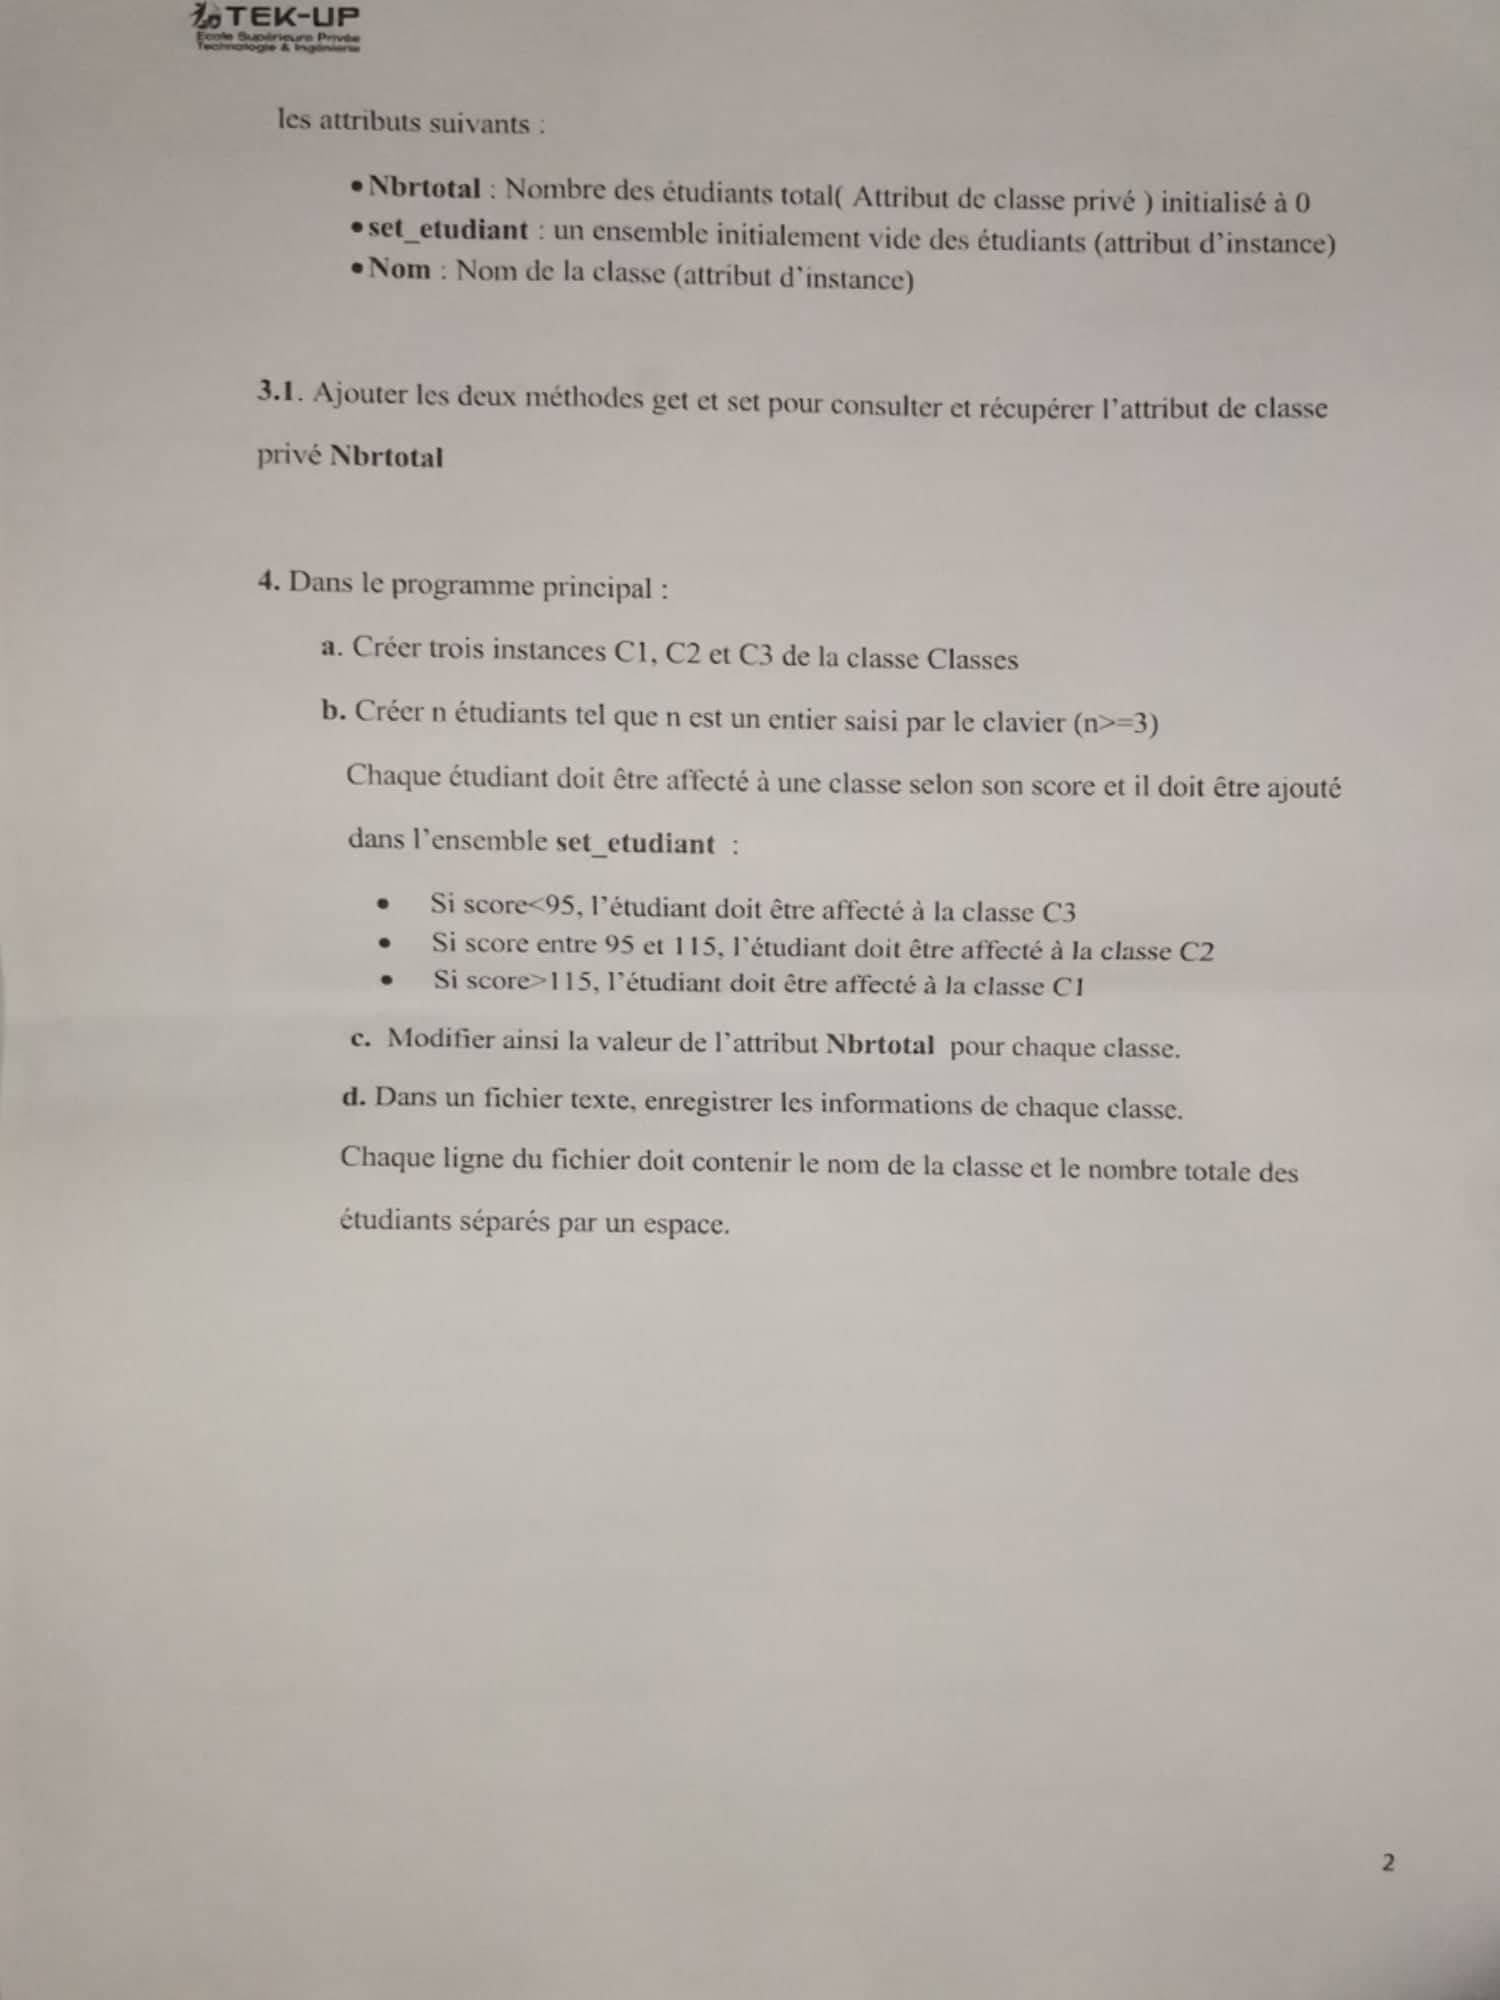 TEK-UP
Ecole Supérieure Privée
Technologie & Ingénierie
les attributs suivants :
• Nbrtotal : Nombre des étudiants total( Attribut de classe privé ) initialisé à 0
• set_etudiant : un ensemble initialement vide des étudiants (attribut d’instance)
• Nom : Nom de la classe (attribut d’instance)
3.1. Ajouter les deux méthodes get et set pour consulter et récupérer l’attribut de classe
privé Nbrtotal
4. Dans le programme principal :
a. Créer trois instances C1, C2 et C3 de la classe Classes
b. Créer n étudiants tel que n est un entier saisi par le clavier (n>=3)
Chaque étudiant doit être affecté à une classe selon son score et il doit être ajouté
dans l’ensemble set_etudiant :
• Si score<95, l’étudiant doit être affecté à la classe C3
• Si score entre 95 et 115, l’étudiant doit être affecté à la classe C2
• Si score>115, l’étudiant doit être affecté à la classe C1
c. Modifier ainsi la valeur de l’attribut Nbrtotal pour chaque classe.
d. Dans un fichier texte, enregistrer les informations de chaque classe.
Chaque ligne du fichier doit contenir le nom de la classe et le nombre totale des
étudiants séparés par un espace.
2